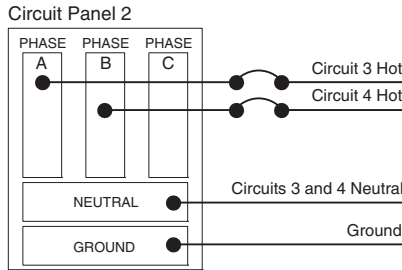 Circuit Panel 2
PHASE PHASE PHASE
A B C
Circuit 3 Hot
Circuit 4 Hot
NEUTRAL
Circuits 3 and 4 Neutral
GROUND
Ground